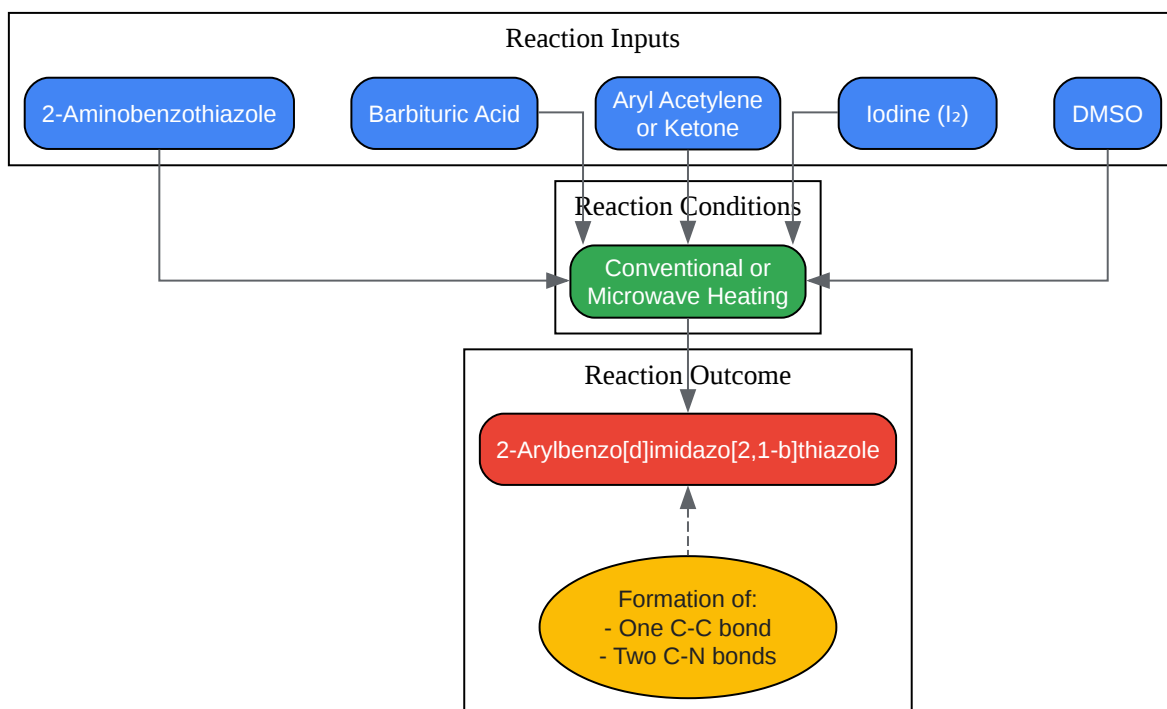 Reaction Inputs
2-Aminobenzothiazole
Barbituric Acid
Aryl Acetylene
or Ketone
Iodine (I₂)
DMSO
Reaction Conditions
Conventional or
Microwave Heating
Reaction Outcome
2-Arylbenzo[d]imidazo[2,1-b]thiazole
Formation of:
- One C-C bond
- Two C-N bonds